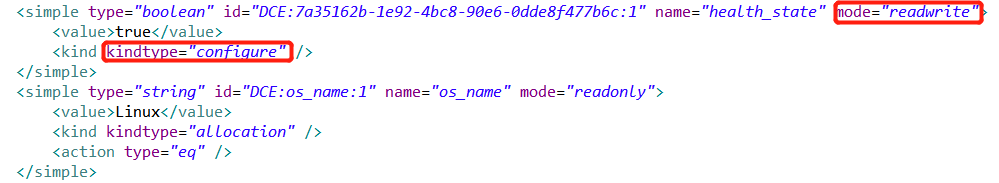 <simple type="boolean" id="DCE:7a35162b-1e92-4bc8-90e6-0dde8f477b6c:1" name="health_state" mode="readwrite">
<value>true</value>
<kind kindtype="configure" />
</simple>
<simple type="string" id="DCE:os_name:1" name="os_name" mode="readonly">
<value>Linux</value>
<kind kindtype="allocation" />
<action type="eq" />
</simple>